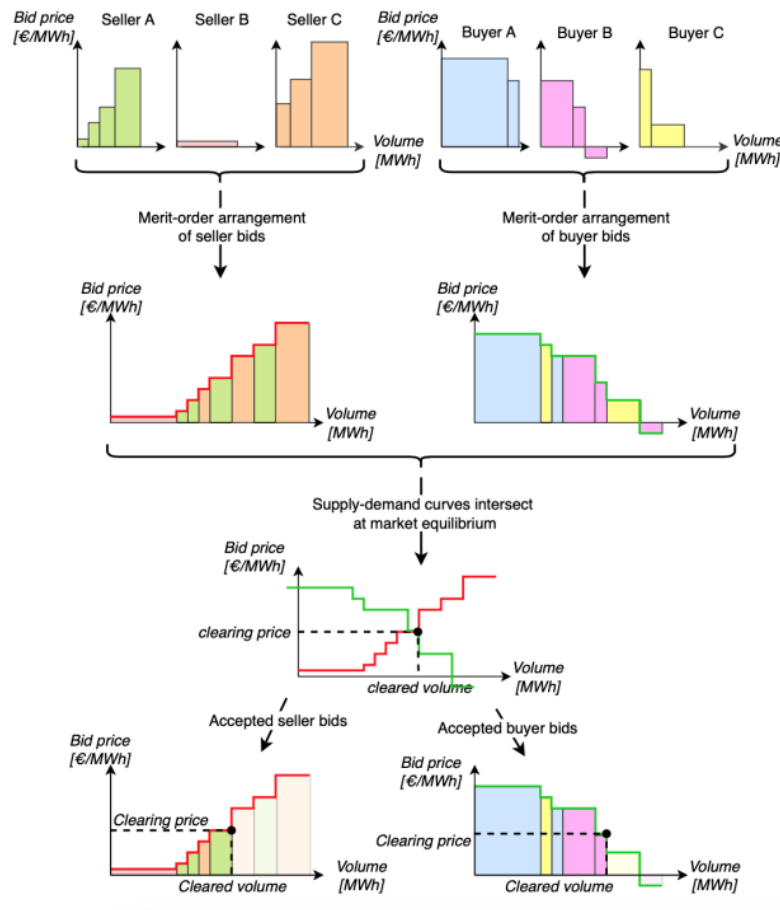 Bid price
[€/MWh]
Seller A
Seller B
Seller C
Volume
[MWh]
Bid price
[€/MWh]
Buyer A
Buyer B
Buyer C
Volume
[MWh]
Merit-order arrangement
of seller bids
Merit-order arrangement
of buyer bids
Bid price
[€/MWh]
Volume
[MWh]
Bid price
[€/MWh]
Volume
[MWh]
Supply-demand curves intersect
at market equilibrium
Bid price
[€/MWh]
clearing price
cleared volume
Volume
[MWh]
Accepted seller bids
Accepted buyer bids
Bid price
[€/MWh]
Clearing price
Cleared volume
Volume
[MWh]
Bid price
[€/MWh]
Clearing price
Cleared volume
Volume
[MWh]